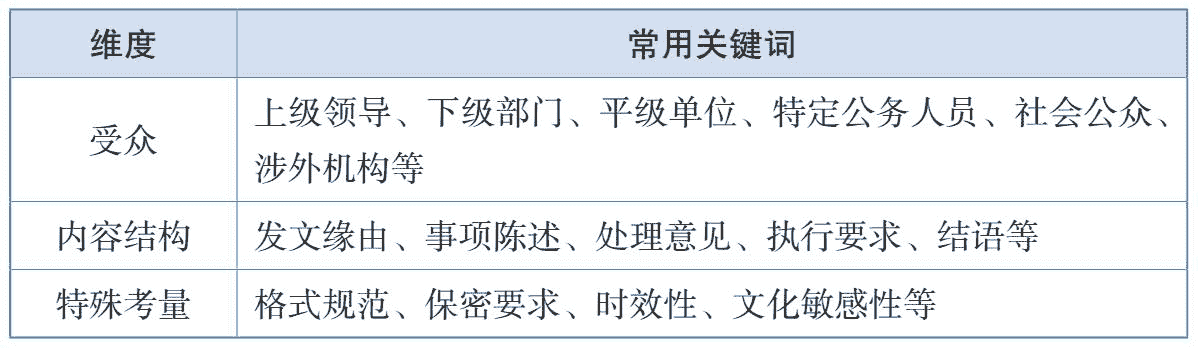 维度 常用关键词
受众 上级领导、下级部门、平级单位、特定公务人员、社会公众、
涉外机构等
内容结构 发文缘由、事项陈述、处理意见、执行要求、结语等
特殊考量 格式规范、保密要求、时效性、文化敏感性等